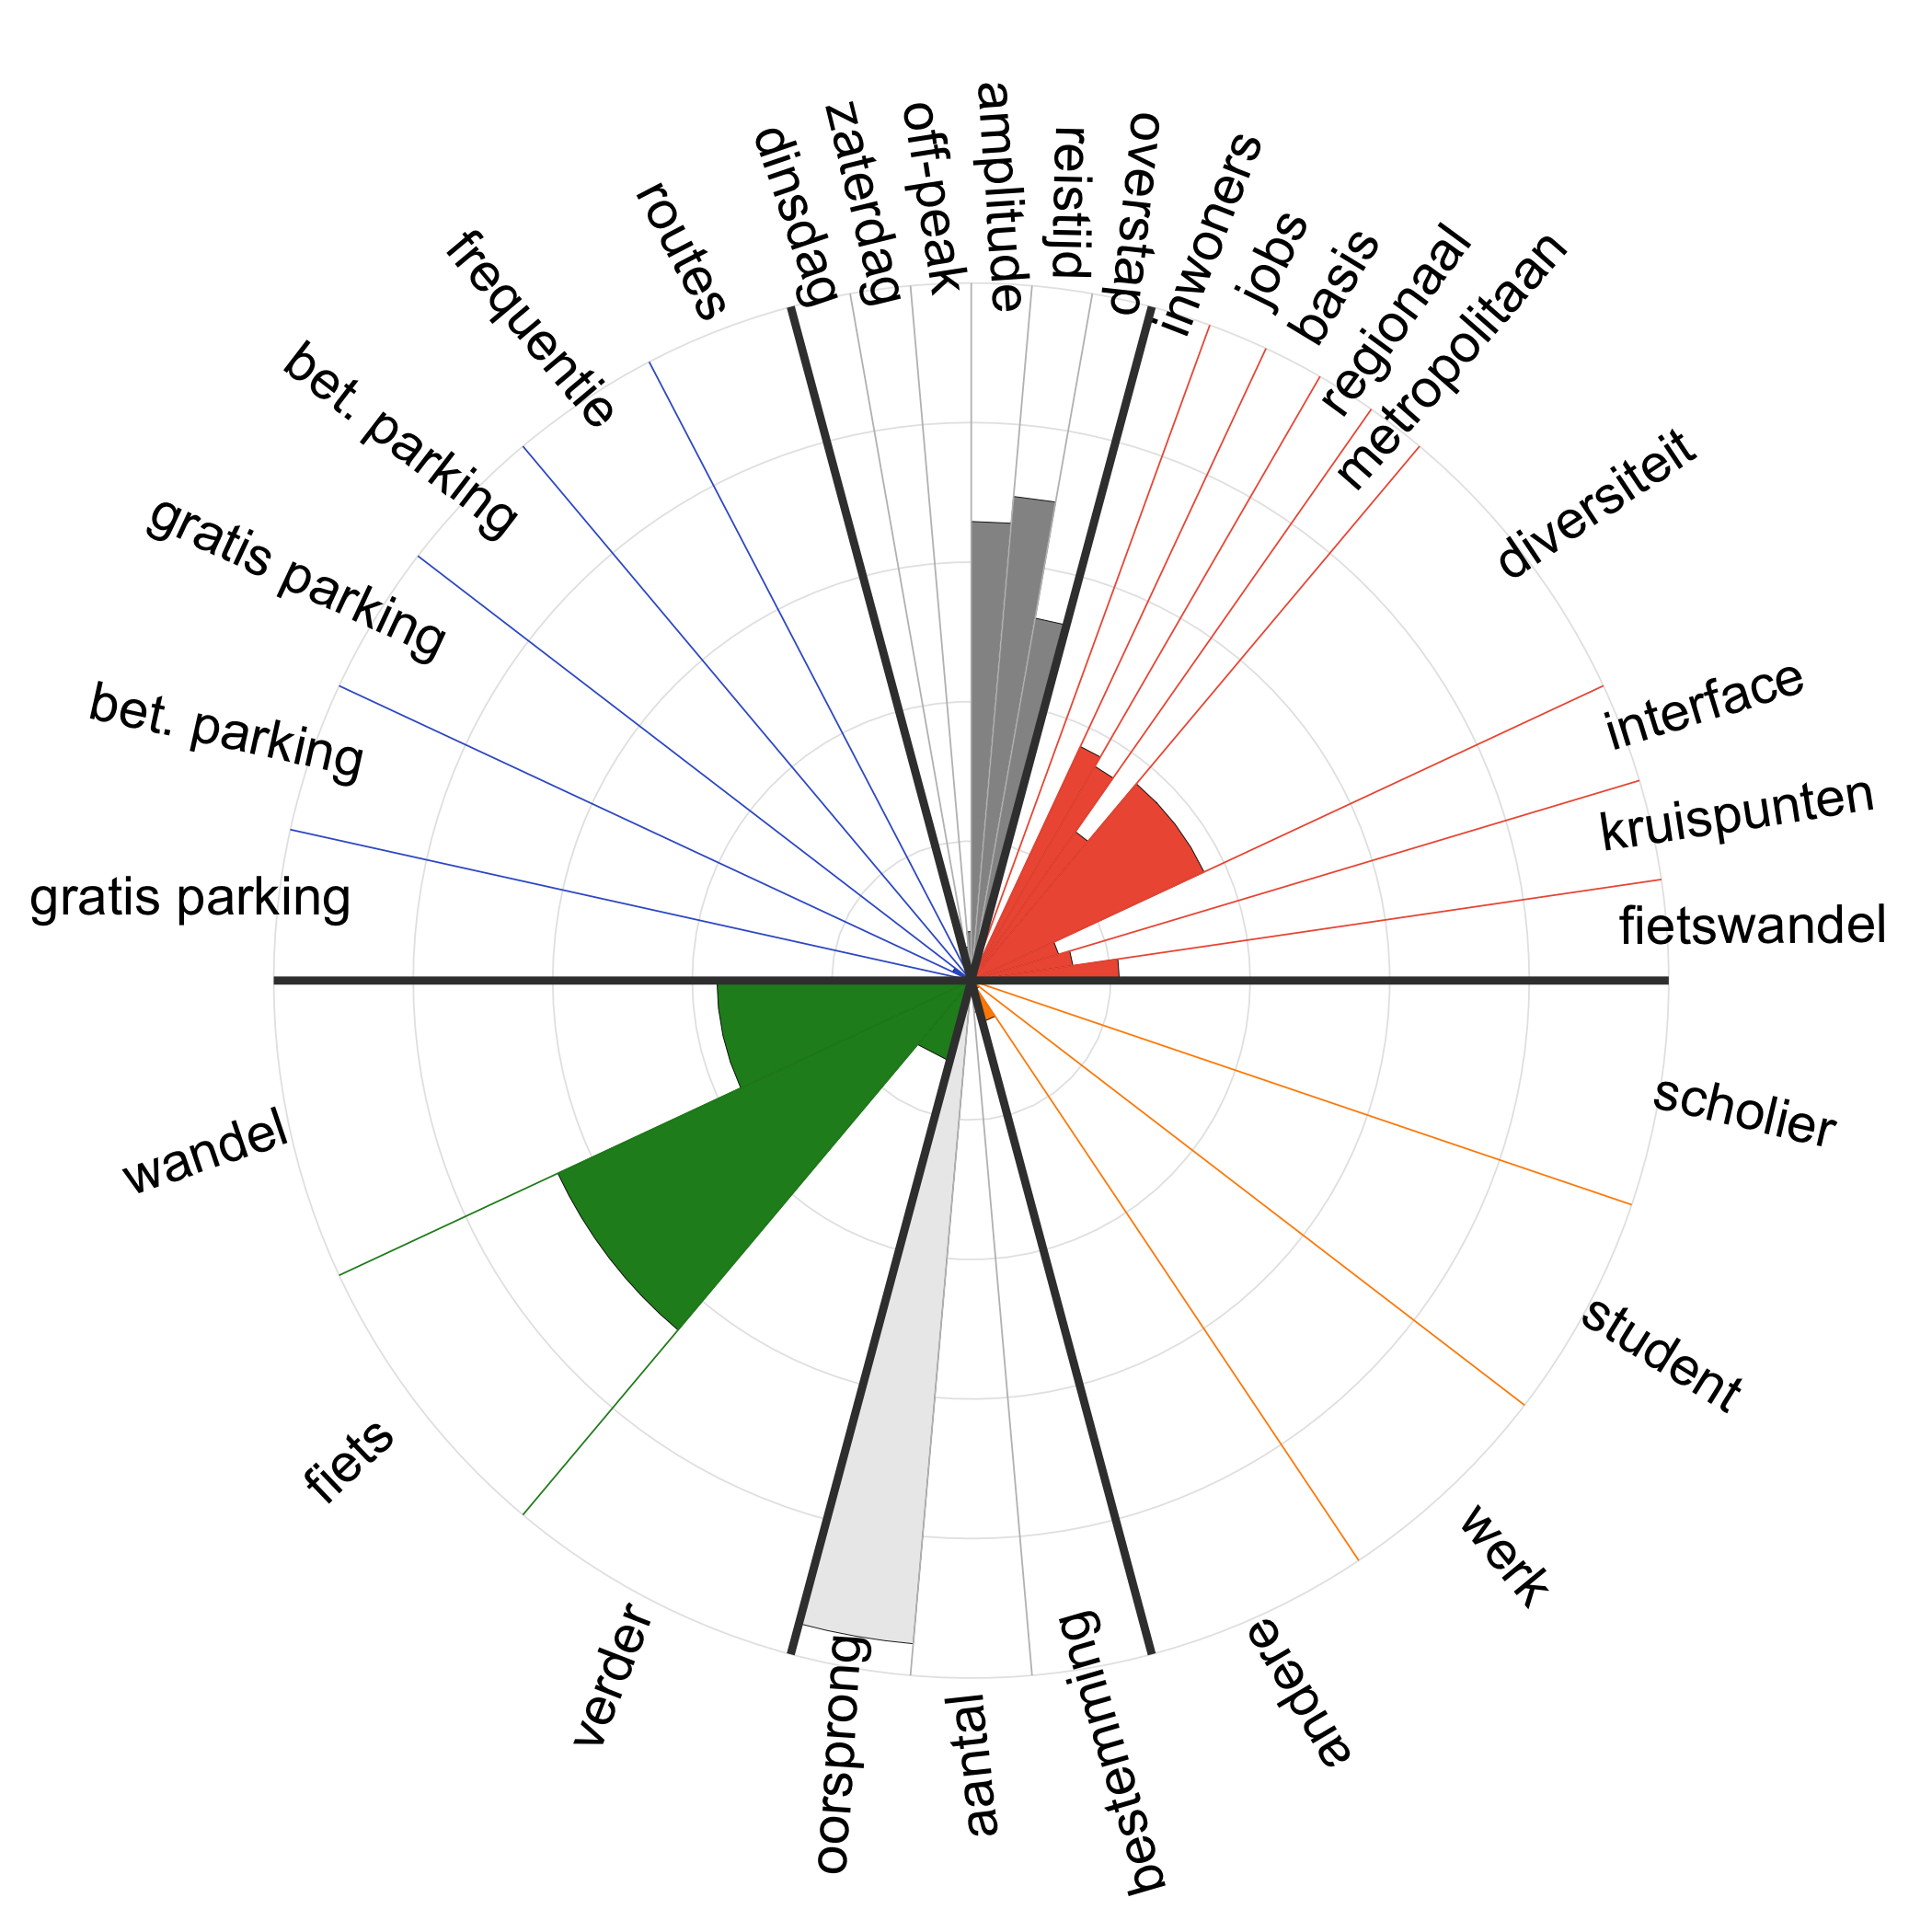 dinsdag
zaterdag
off-peak
amplitude
reistijd
overstap
inwoners
jobs
basis
regionaal
metropolitaan
diversiteit
interface
kruispunten
fietswandel
scholier
student
werk
andere
bestemming
aantal
oorsprong
verder
fiets
wandel
gratis parking
bet. parking
gratis parking
bet. parking
frequentie
routes